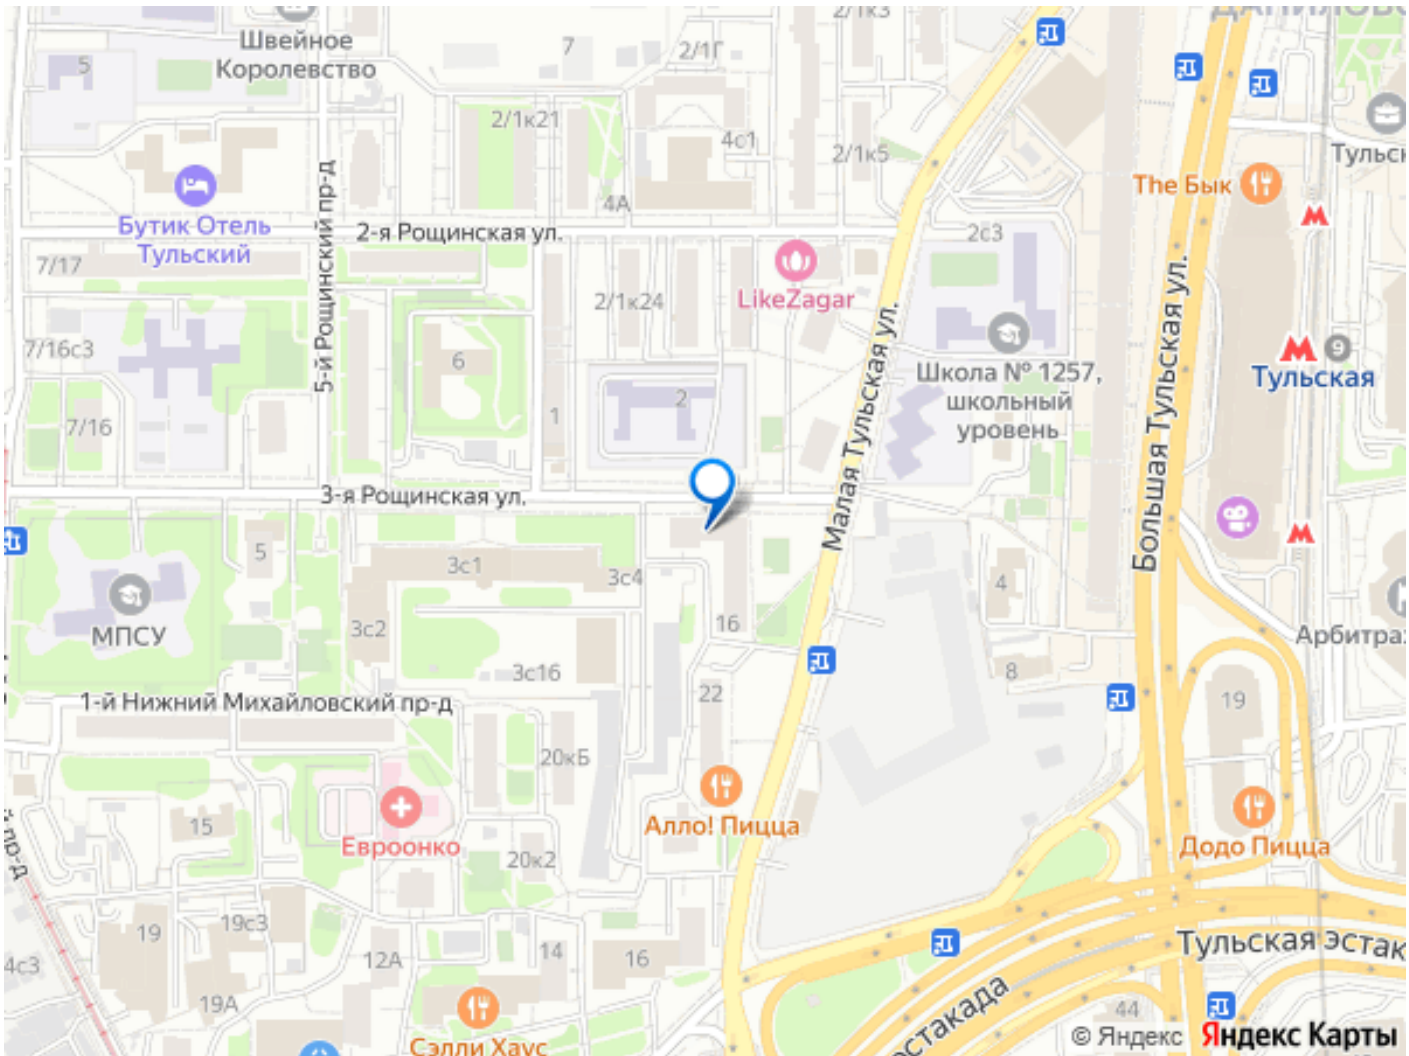 2/1к3
ДАНИЛОВС
Швейное
Королевство
7
2/1Г
5
2/1к21
4с1
2/1к5
Тульск
The Бык
4А
Бутик Отель
Тульский
5-й Рощинский пр-д
2-я Рощинская ул.
2с3
7/17
2/1к24
LikeZagar
Малая Тульская ул.
Большая Тульская ул.
7/16с3
6
9
Тульская
Школа № 1257,
школьный
уровень
2
1
7/16
3-я Рощинская ул.
5
3с1
3с4
4
МПСУ
3с2
16
Арбитра
8
3с16
1-й Нижний Михайловский пр-д
22
19
20кБ
15
Алло! Пицца
Евроонко
Додо Пицца
20к2
пр-д
19с3
19
12А
14
16
Тульская эстак
4с3
19А
эстакада
44
Сэлли Хаус
© Яндекс
Яндекс Карты